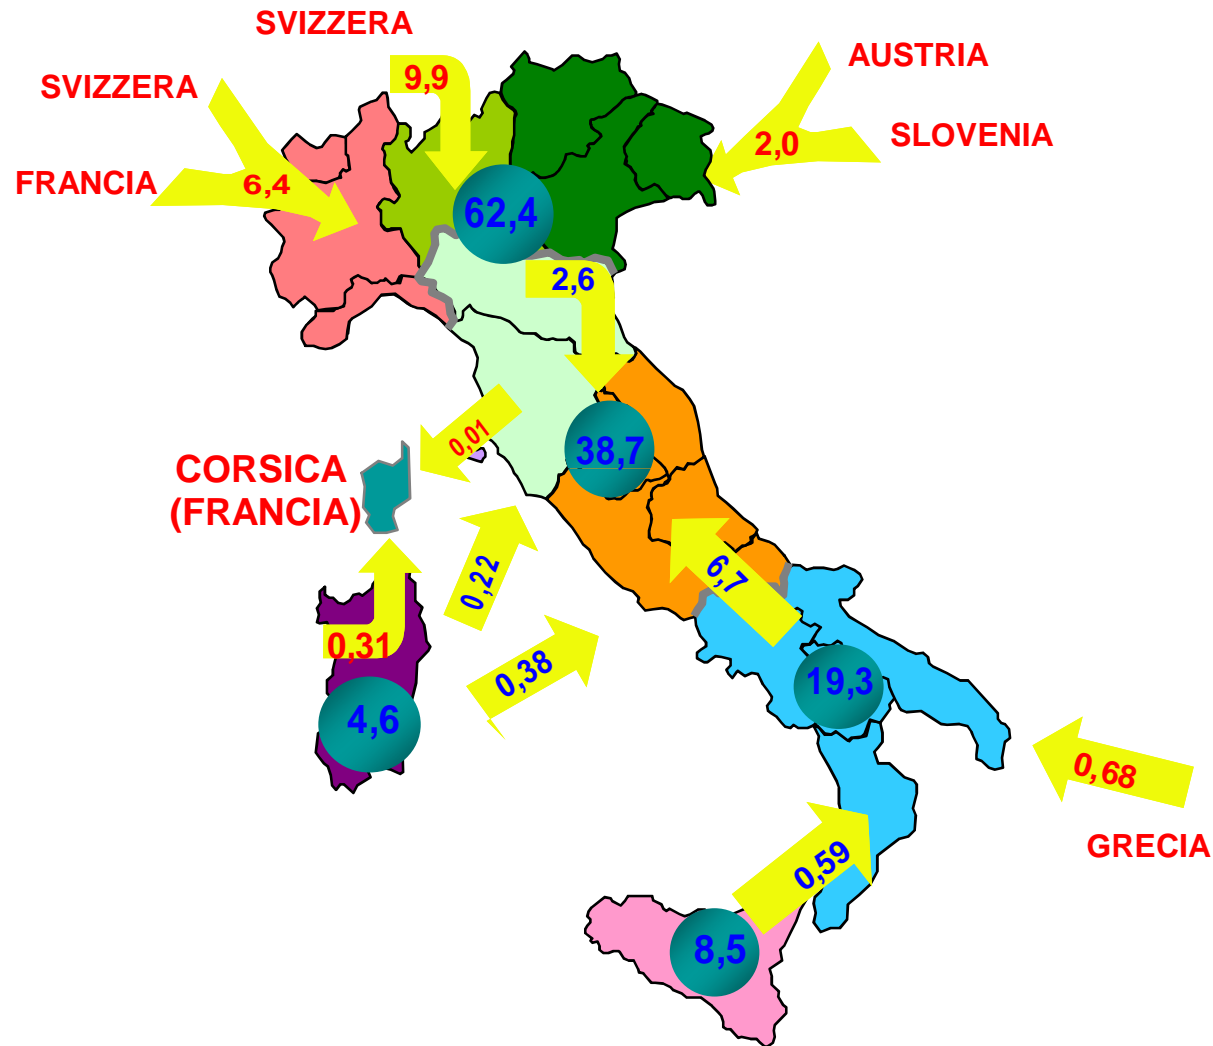 SVIZZERA
AUSTRIA
9,9
SVIZZERA
SLOVENIA
2,0
FRANCIA
6,4
62,4
2,6
0,01
38,7
CORSICA
(FRANCIA)
0,22
6,7
0,31
0,38
19,3
4,6
0,68
GRECIA
0,59
8,5